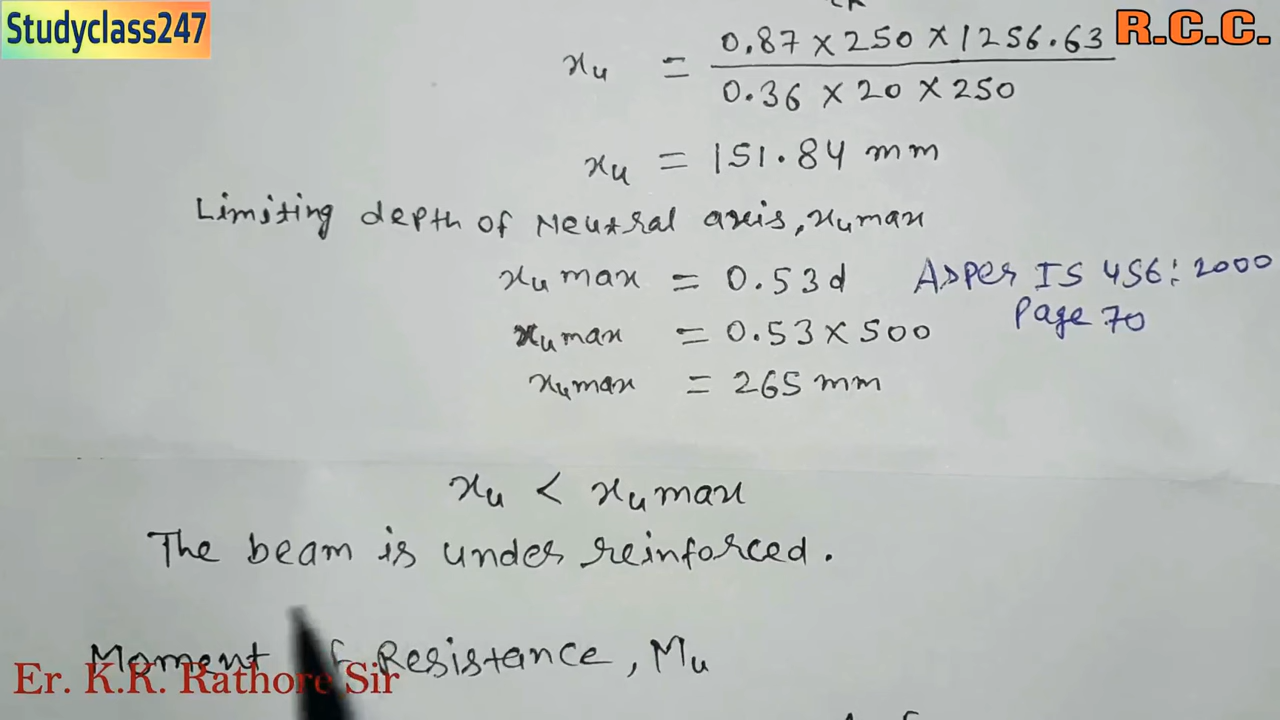 Studyclass247
R.C.C.
xu = 0.87 × 250 × 1256.63
0.36 × 20 × 250
xu = 151.84 mm
Limiting depth of Neutral axis, xumax
xumax = 0.53d As per IS 456: 2000
Page 70
xumax = 0.53 × 500
xumax = 265 mm
xu < xumax
The beam is under reinforced.
Moment of Resistance, Mu
Er. K.K. Rathore Sir